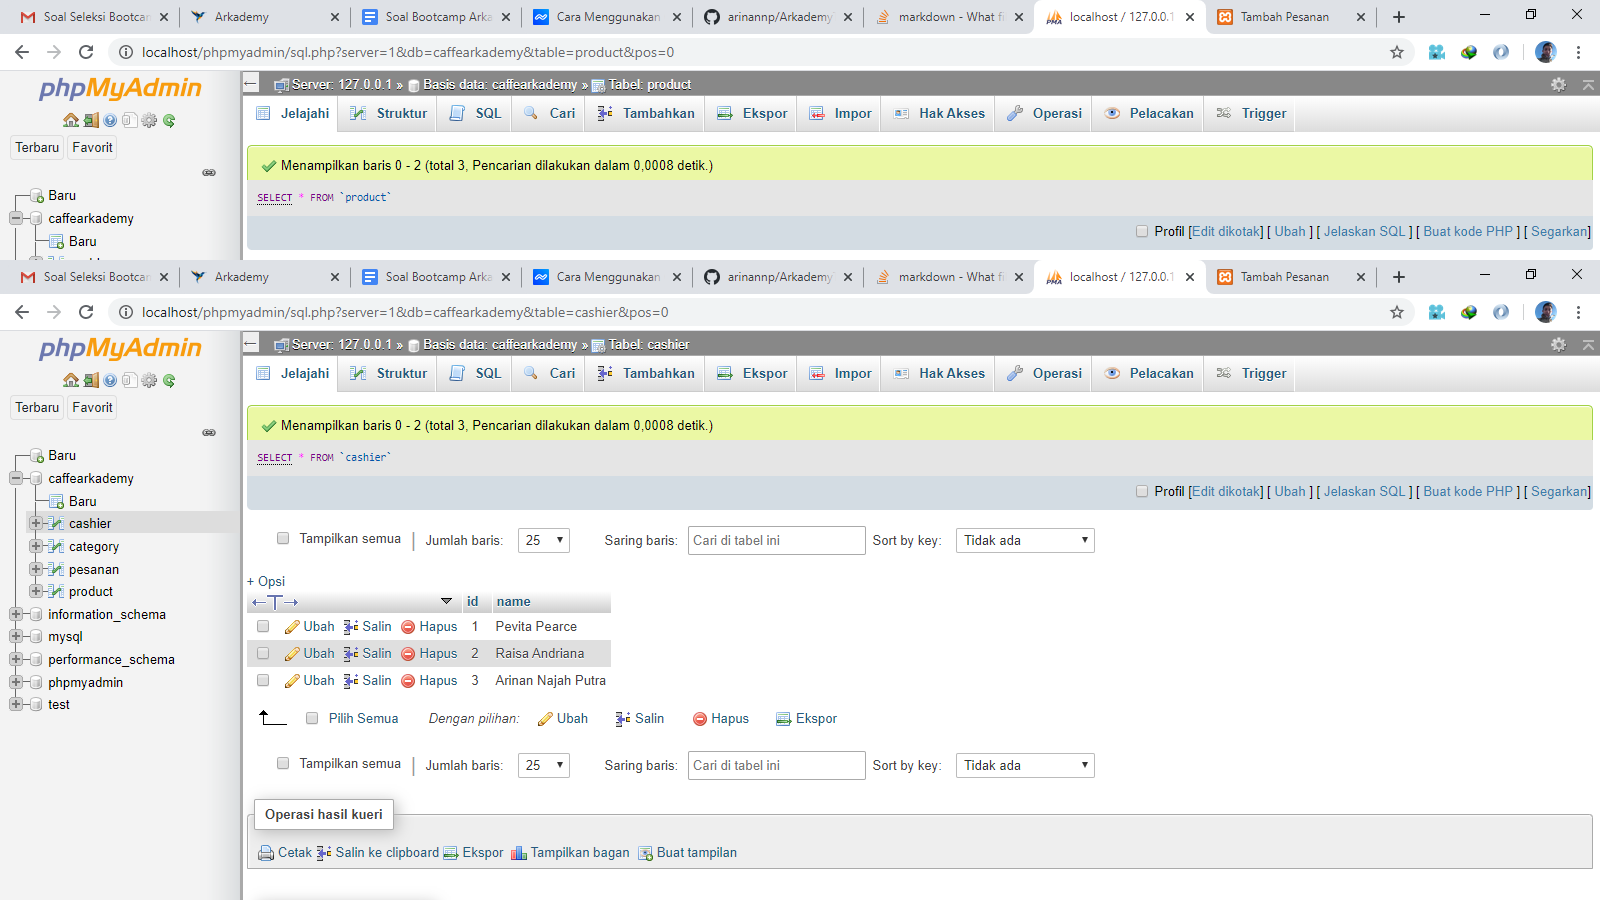 Soal Seleksi Bootcam
Arkademy
Soal Bootcamp Arka
Cara Menggunakan
arinannp/Arkademy
markdown - What fi
localhost / 127.0.0.1
Tambah Pesanan
localhost/phpmyadmin/sql.php?server=1&db=caffearkademy&table=product&pos=0
phpMyAdmin
Server: 127.0.0.1 » Basis data: caffearkademy » Tabel: product
Jelajahi Struktur SQL Cari Tambahkan Ekspor Impor Hak Akses Operasi Pelacakan Trigger
Terbaru Favorit
Menampilkan baris 0 - 2 (total 3, Pencarian dilakukan dalam 0,0008 detik.)
SELECT * FROM `product`
Baru
caffearkademy
Baru
Profil [Edit dikotak] [ Ubah ] [ Jelaskan SQL ] [ Buat kode PHP ] [ Segarkan]
Soal Seleksi Bootcam
Arkademy
Soal Bootcamp Arka
Cara Menggunakan
arinannp/Arkademy
markdown - What fi
localhost / 127.0.0.1
Tambah Pesanan
localhost/phpmyadmin/sql.php?server=1&db=caffearkademy&table=cashier&pos=0
phpMyAdmin
Server: 127.0.0.1 » Basis data: caffearkademy » Tabel: cashier
Jelajahi Struktur SQL Cari Tambahkan Ekspor Impor Hak Akses Operasi Pelacakan Trigger
Terbaru Favorit
Baru
caffearkademy
Baru
cashier
category
pesanan
product
information_schema
mysql
performance_schema
phpmyadmin
test
Menampilkan baris 0 - 2 (total 3, Pencarian dilakukan dalam 0,0008 detik.)
SELECT * FROM `cashier`
Profil [Edit dikotak] [ Ubah ] [ Jelaskan SQL ] [ Buat kode PHP ] [ Segarkan]
Tampilkan semua | Jumlah baris: 25 Saring baris: Cari di tabel ini Sort by key: Tidak ada
+ Opsi
←T→ id name
Ubah Salin Hapus 1 Pevita Pearce
Ubah Salin Hapus 2 Raisa Andriana
Ubah Salin Hapus 3 Arinan Najah Putra
Pilih Semua Dengan pilihan: Ubah Salin Hapus Ekspor
Tampilkan semua | Jumlah baris: 25 Saring baris: Cari di tabel ini Sort by key: Tidak ada
Operasi hasil kueri
Cetak Salin ke clipboard Ekspor Tampilkan bagan Buat tampilan